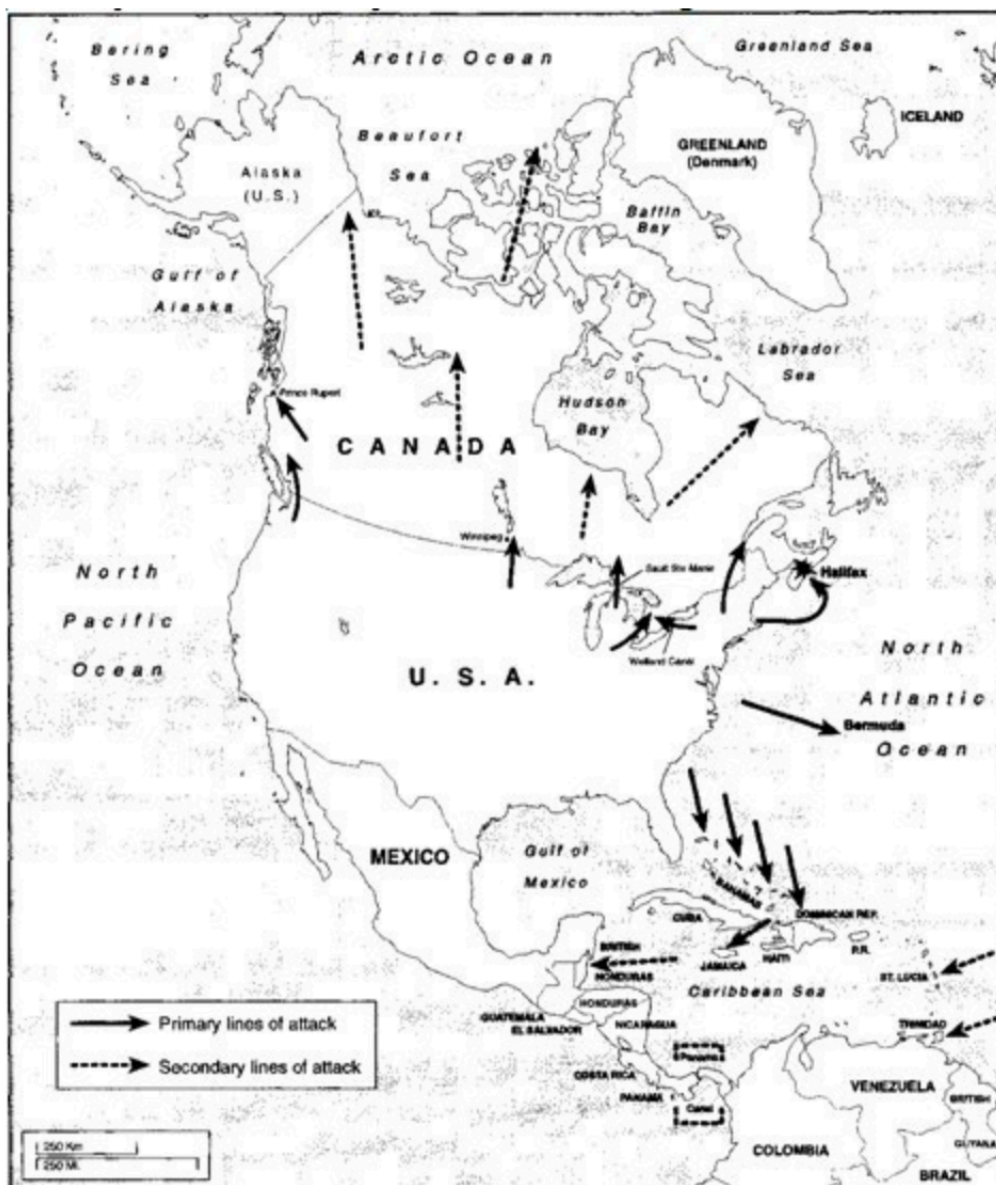 Bering
Sea
Arctic Ocean
Greenland Sea
ICELAND
Beaufort
Sea
GREENLAND
(Denmark)
Alaska
(U.S.)
Baffin
Bay
Gulf of
Alaska
Labrador
Sea
Prince Rupert
Hudson
Bay
CANADA
Winnipeg
Sault Ste Marie
Halifax
North
Pacific
Ocean
Welland Canal
U.S.A.
North
Atlantic
Ocean
Bermuda
MEXICO
Gulf of
Mexico
BAHAMAS
CUBA
DOMINICAN REP.
HAITI
P.R.
JAMAICA
BRITISH
HONDURAS
ST. LUCIA
Caribbean Sea
HONDURAS
GUATEMALA
EL SALVADOR
NICARAGUA
TRINIDAD
Panama
COSTA RICA
PANAMA
Canal
VENEZUELA
BRITISH
GUYANA
COLOMBIA
BRAZIL
Primary lines of attack
Secondary lines of attack
250 Km
250 Mi.